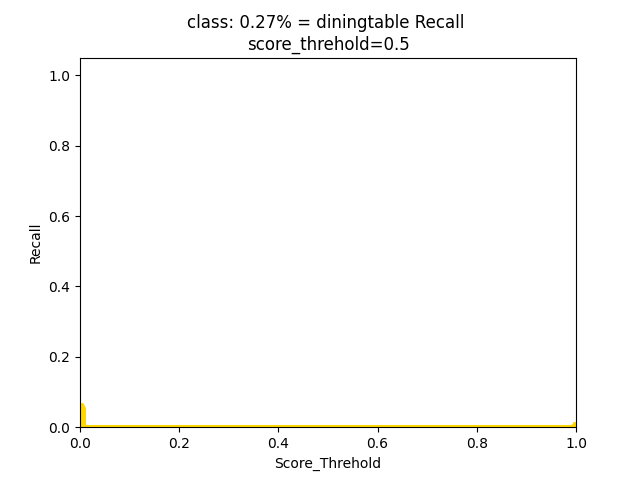 class: 0.27% = diningtable Recall
score_threhold=0.5
1.0
0.8
0.6
0.4
0.2
0.0
Recall
0.0 0.2 0.4 0.6 0.8 1.0
Score_Threhold